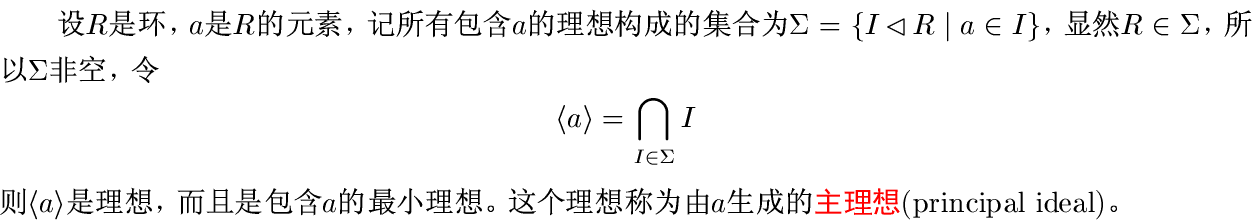 设R是环，a是R的元素，记所有包含a的理想构成的集合为Σ = {I ◁ R | a ∈ I}，显然R ∈ Σ，所
以Σ非空，令
⟨a⟩ = ⋂ I
I∈Σ
则⟨a⟩是理想，而且是包含a的最小理想。这个理想称为由a生成的主理想(principal ideal)。